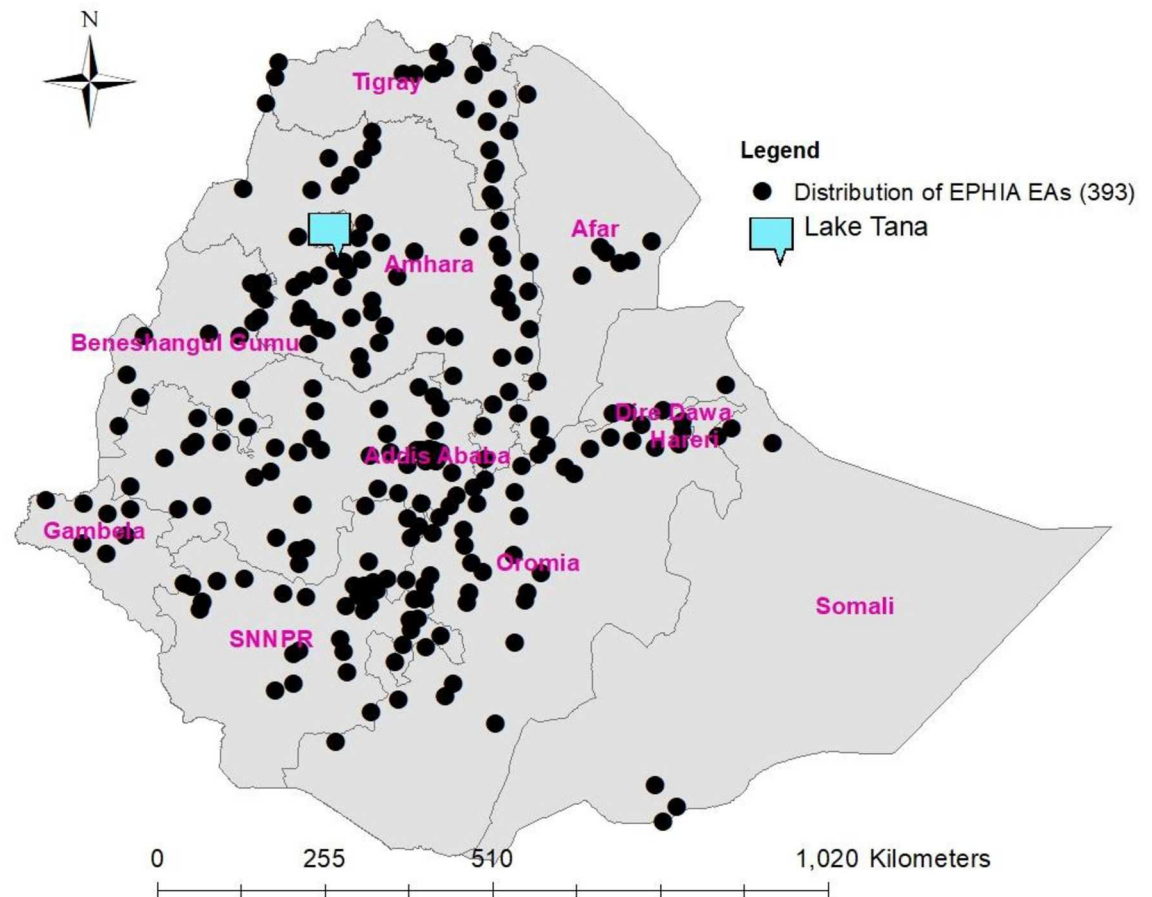 N
Tigray
Legend
Distribution of EPHIA EAs (393)
Lake Tana
Afar
Amhara
Beneshangul Gumu
Dire Dawa
Hareri
Addis Ababa
Gambela
Oromia
Somali
SNNPR
0 255 510 1,020 Kilometers